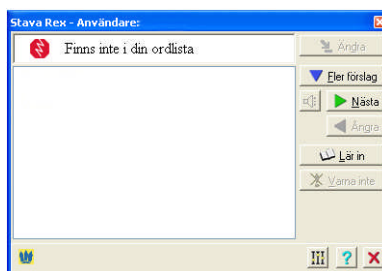 Stava Rex - Användare:
Finns inte i din ordlista
Ändra
Fler förslag
Nästa
Ångra
Lär in
Varna inte
?